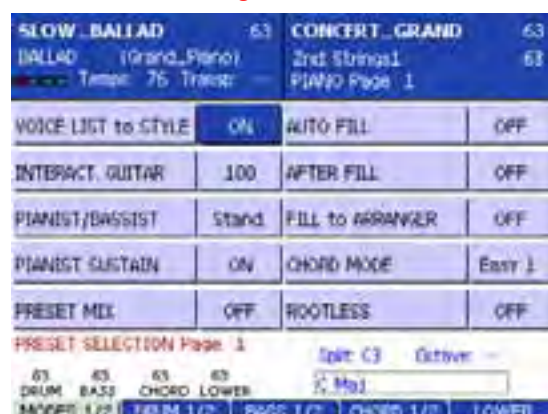 SLOW_BALLAD 63 CONCERT_GRAND 63
BALLAD (Grand_Piano) 2nd Strings1 63
Tempo: 76 Transp: -- PIANO Page 1
VOICE LIST to STYLE ON AUTO FILL OFF
INTERACT. GUITAR 100 AFTER FILL OFF
PIANIST/BASSIST Stand. FILL to ARRANGER OFF
PIANIST SUSTAIN ON CHORD MODE Easy 1
PRESET MIX OFF ROOTLESS OFF
PRESET SELECTION Page 1 Split C3 Octave --
63 63 63 63 C Maj
DRUM BASS CHORD LOWER
MODES 1/2 DRUM 1/2 BASS 1/2 CHORD 1/2 LOWER